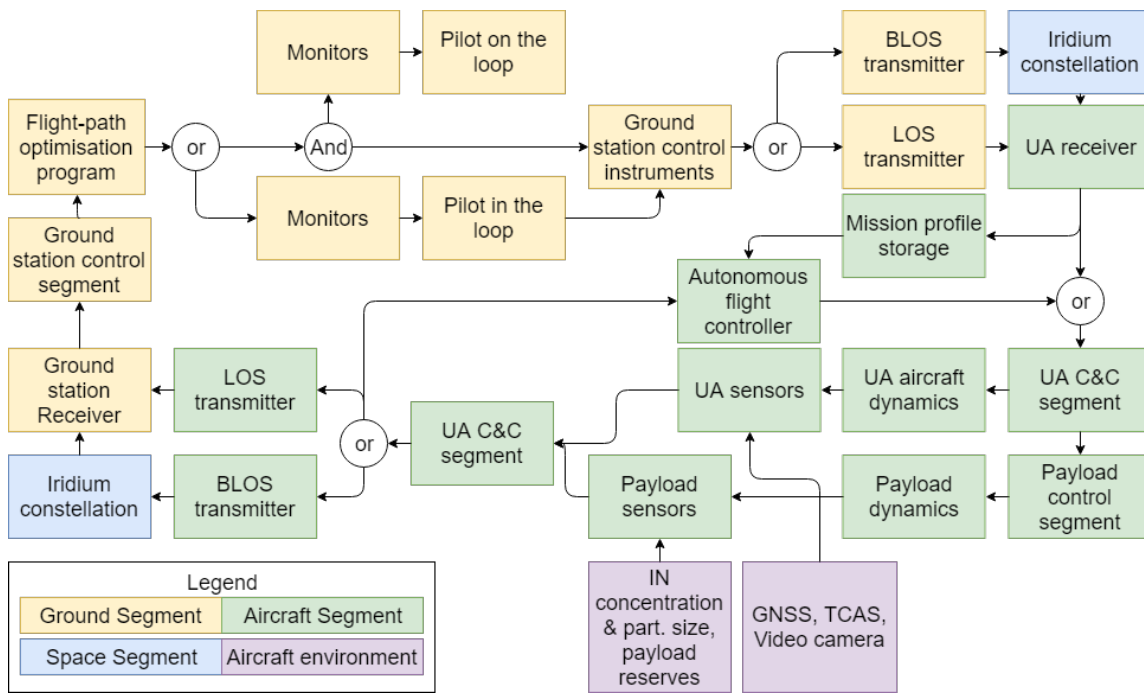 Monitors
Pilot on the
loop
BLOS
transmitter
Iridium
constellation
Flight-path
optimisation
program
or
And
Ground
station control
instruments
or
LOS
transmitter
UA receiver
Monitors
Pilot in the
loop
Ground
station control
segment
Mission profile
storage
Autonomous
flight
controller
or
Ground
station
Receiver
LOS
transmitter
UA sensors
UA aircraft
dynamics
UA C&C
segment
or
UA C&C
segment
Iridium
constellation
BLOS
transmitter
Payload
sensors
Payload
dynamics
Payload
control
segment
IN
concentration
& part. size,
payload
reserves
GNSS, TCAS,
Video camera
Legend
Ground Segment
Aircraft Segment
Space Segment
Aircraft environment